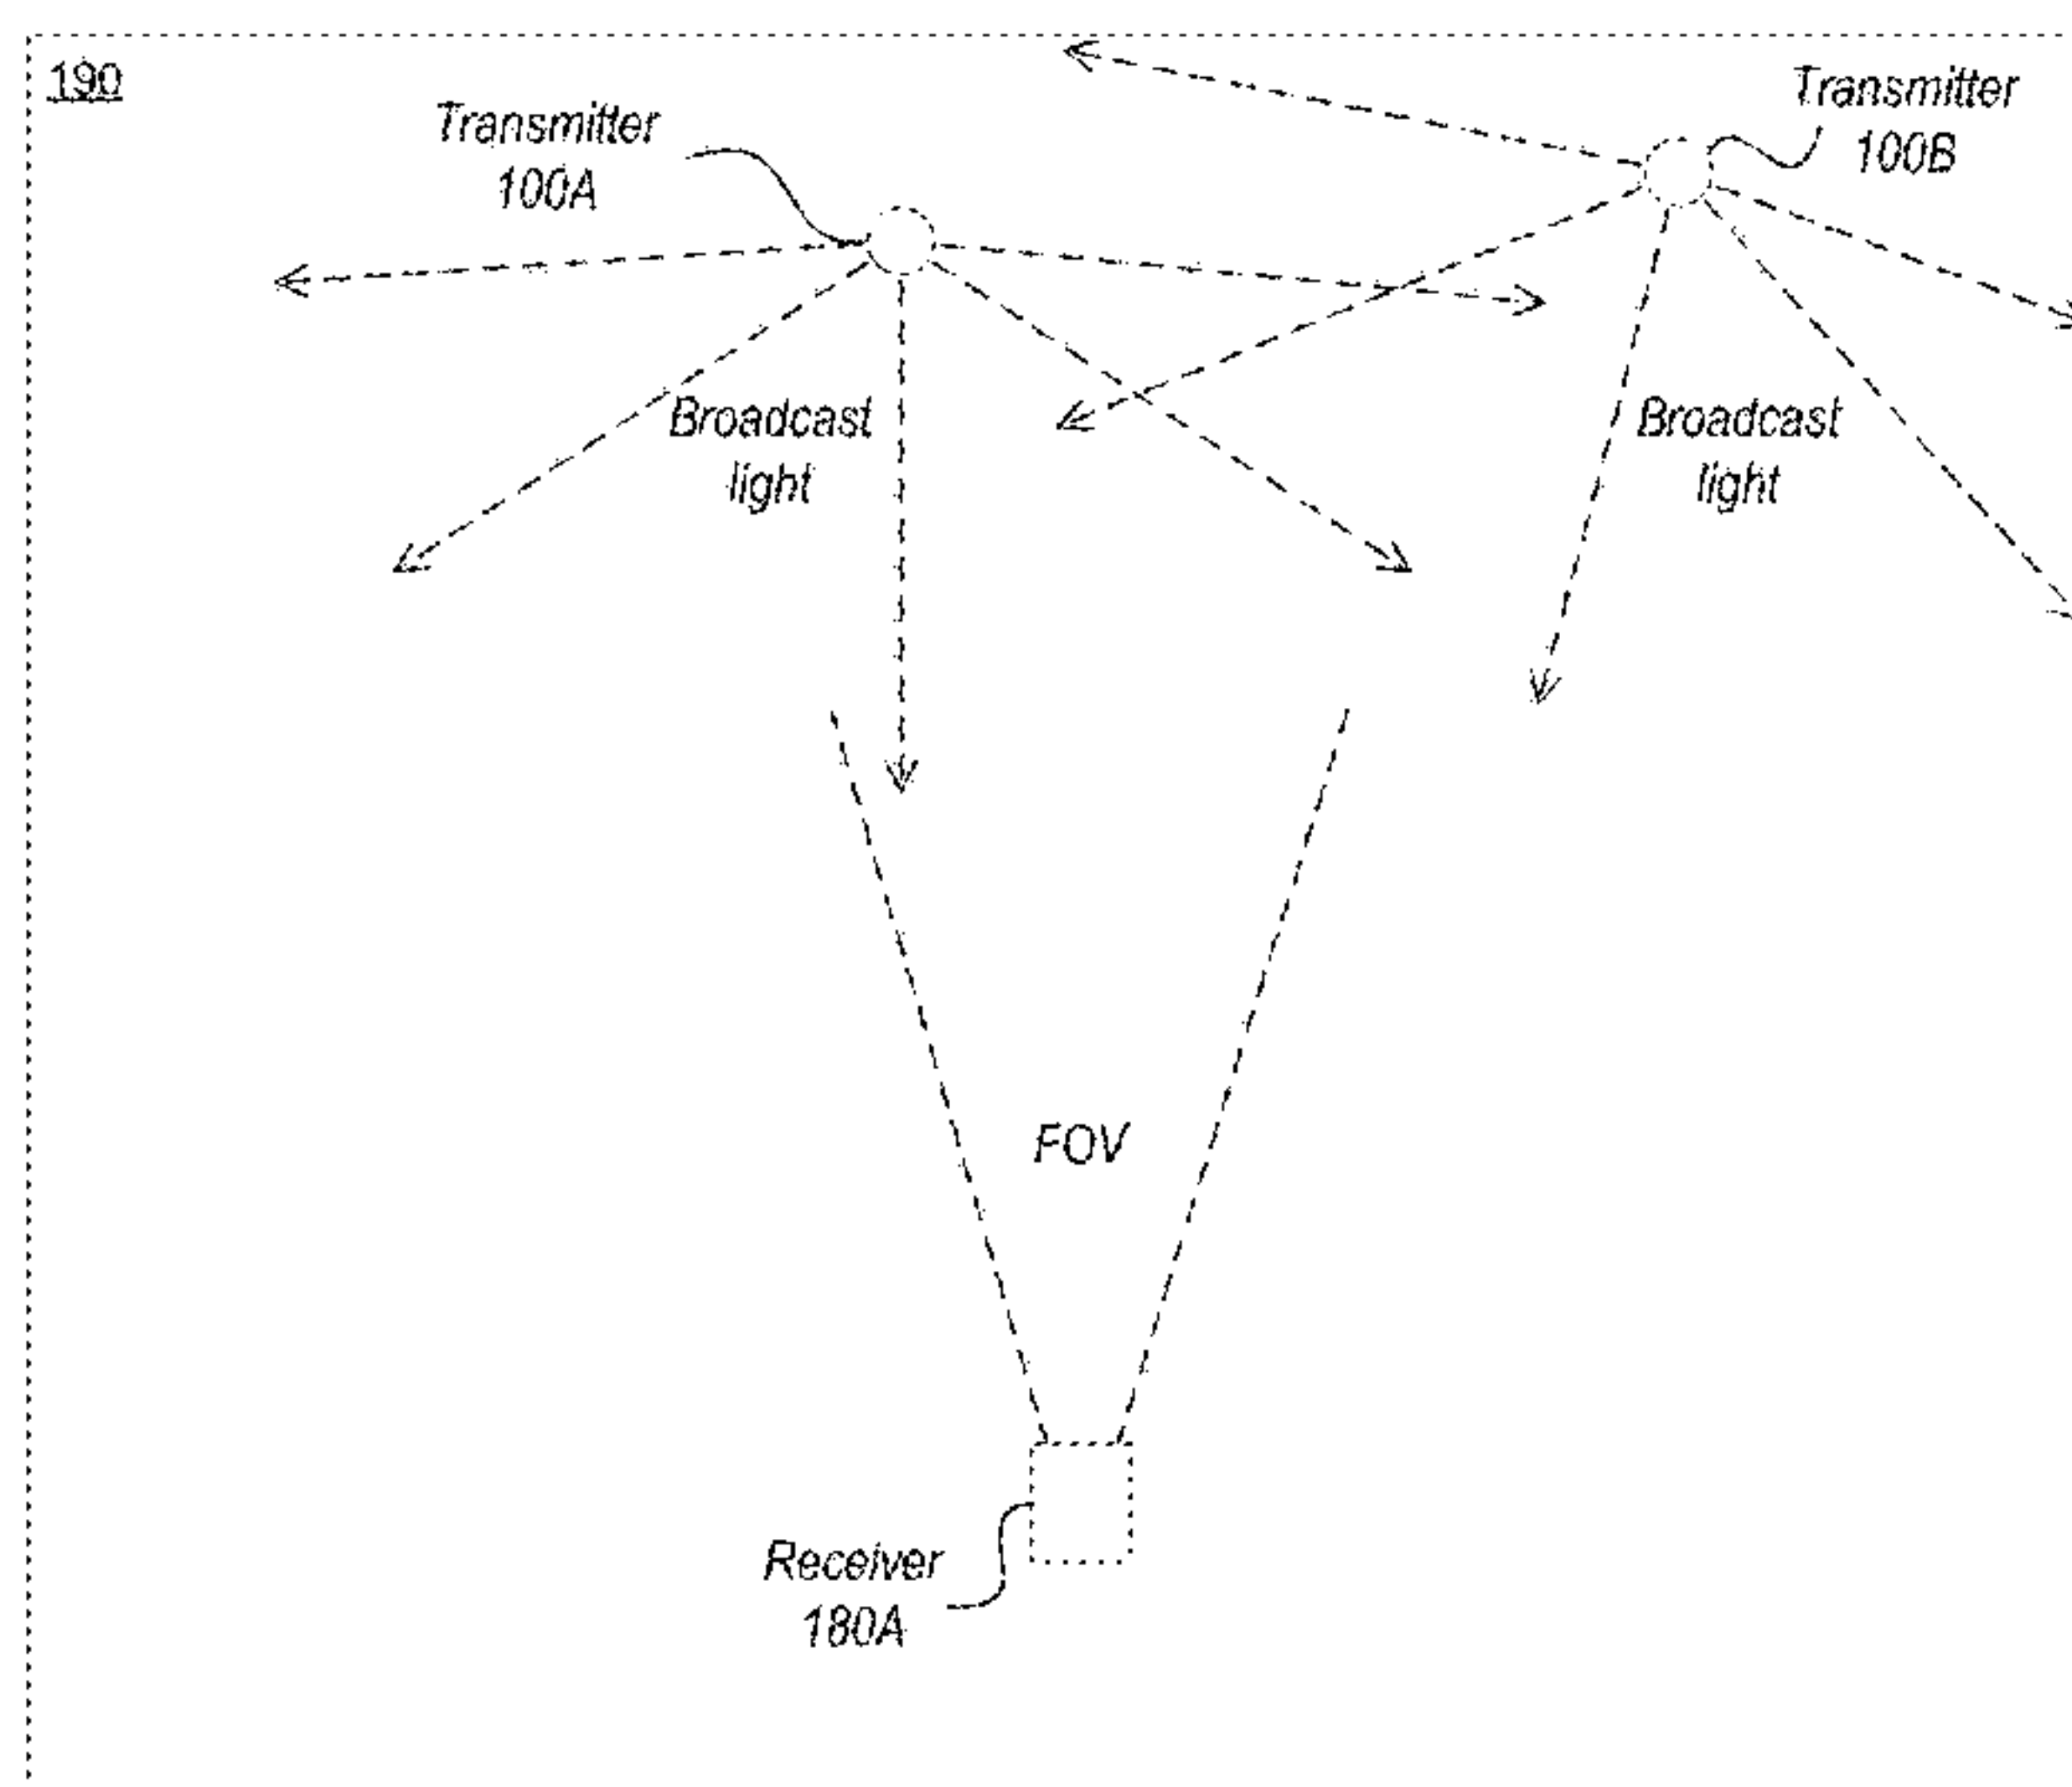 190
Transmitter
100A
Transmitter
100B
Broadcast
light
Broadcast
light
FOV
Receiver
180A